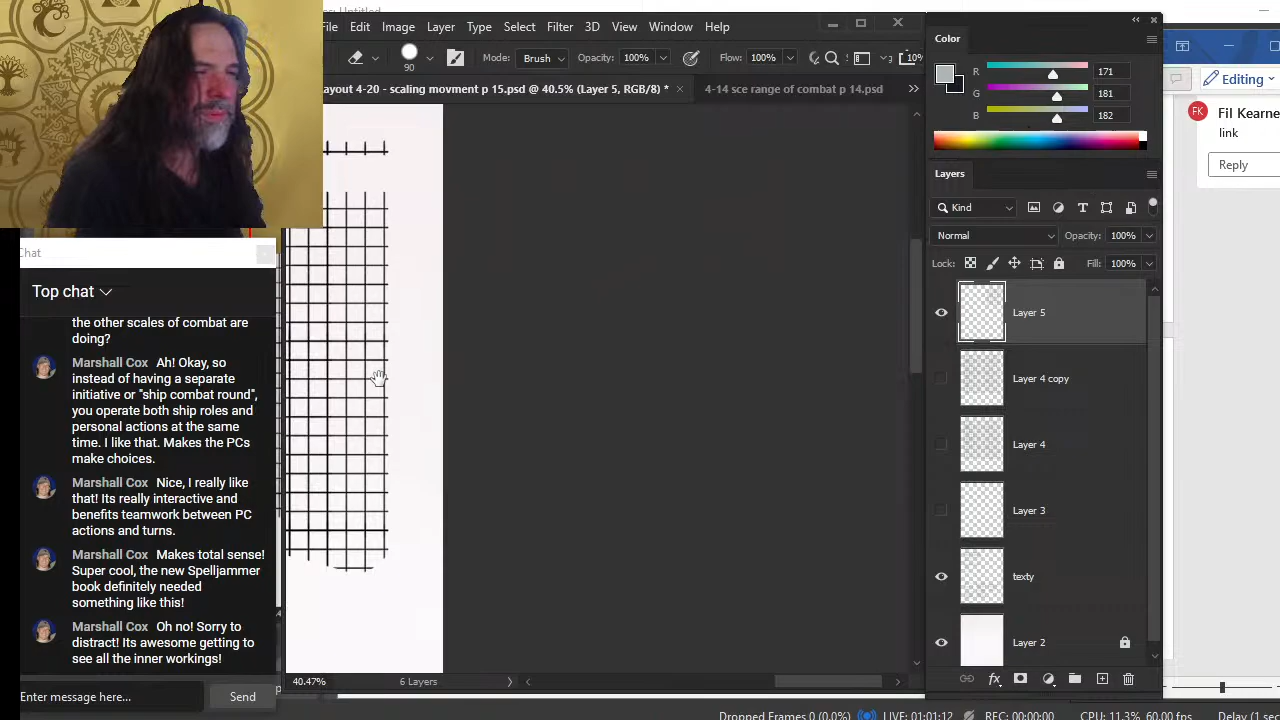 es: Untitled
File Edit Image Layer Type Select Filter 3D View Window Help
90 Mode: Brush Opacity: 100% Flow: 100% 10%
ayout 4-20 - scaling movment p 15.psd @ 40.5% (Layer 5, RGB/8) * 4-14 sce range of combat p 14.psd
Chat
Top chat
the other scales of combat are
doing?
Marshall Cox Ah! Okay, so
instead of having a separate
initiative or "ship combat round",
you operate both ship roles and
personal actions at the same
time. I like that. Makes the PCs
make choices.
Marshall Cox Nice, I really like
that! Its really interactive and
benefits teamwork between PC
actions and turns.
Marshall Cox Makes total sense!
Super cool, the new Spelljammer
book definitely needed
something like this!
Marshall Cox Oh no! Sorry to
distract! Its awesome getting to
see all the inner workings!
Enter message here...
Send
40.47% 6 Layers
Color
R 171
G 181
B 182
Layers
Kind
Normal Opacity: 100%
Lock: Fill: 100%
Layer 5
Layer 4 copy
Layer 4
Layer 3
texty
Layer 2
Editing
FK Fil Kearne
link
Reply
Dropped Frames 0 (0.0%) LIVE: 01:01:12 REC: 00:00:00 CPU: 11.3%, 60.00 fps Delay (1 sec